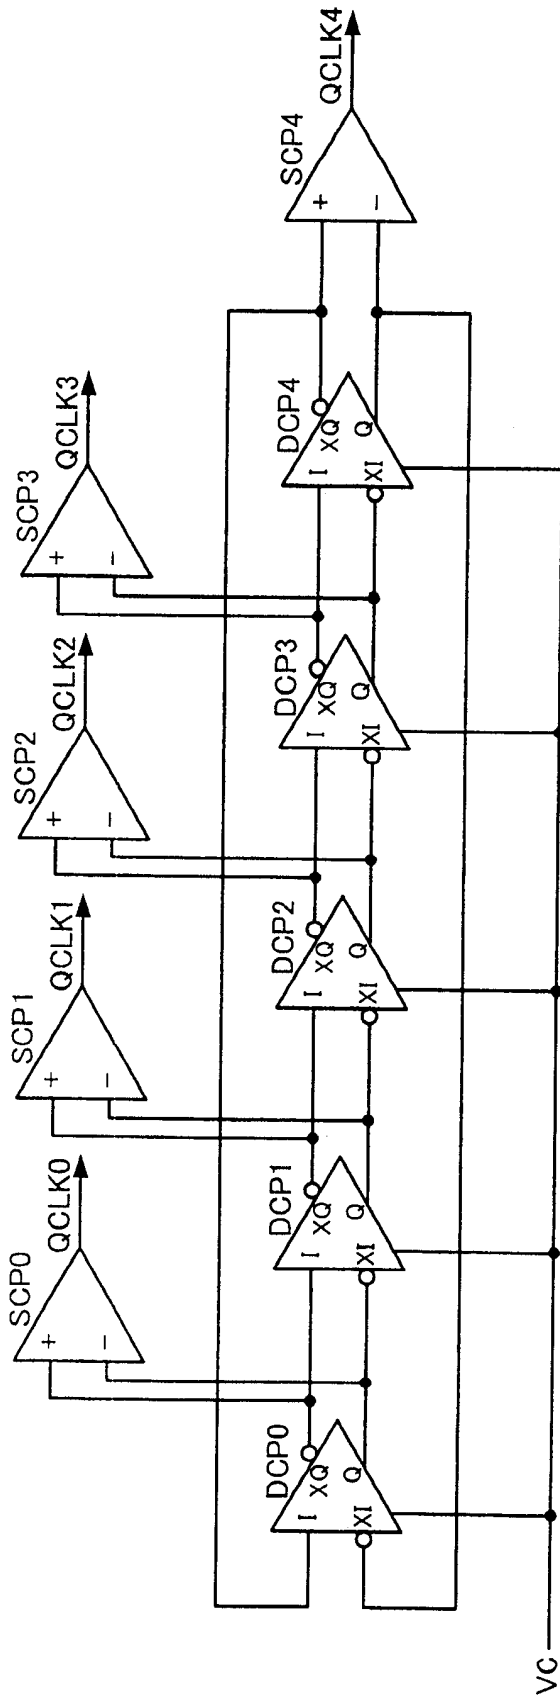 SCP0
QCLK0
+
−
SCP1
QCLK1
+
−
SCP2
QCLK2
+
−
SCP3
QCLK3
+
−
SCP4
QCLK4
+
−
DCP0
I
XQ
XI
Q
DCP1
I
XQ
XI
Q
DCP2
I
XQ
XI
Q
DCP3
I
XQ
XI
Q
DCP4
I
XQ
XI
Q
VC